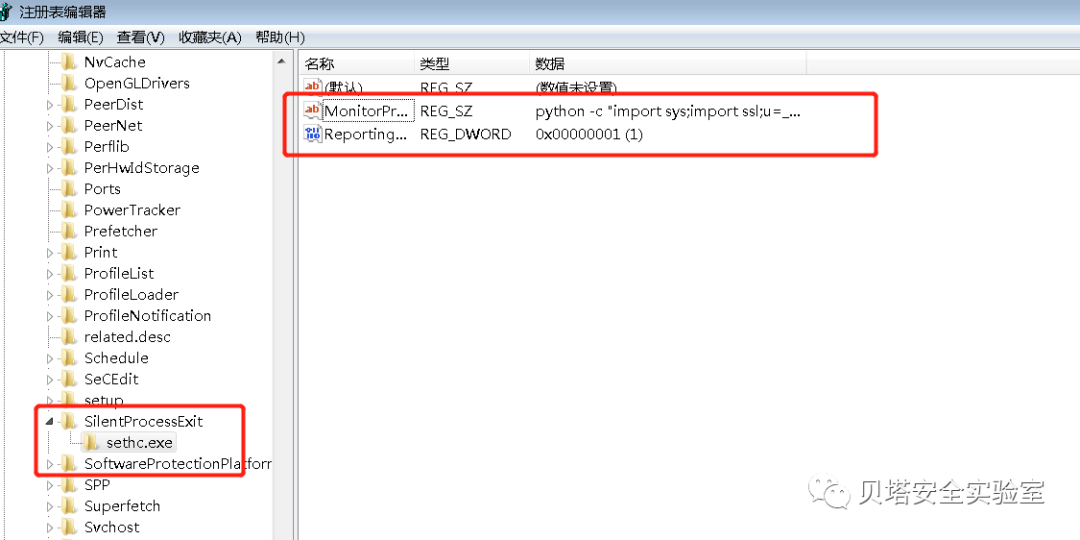 注册表编辑器
文件(F) 编辑(E) 查看(V) 收藏夹(A) 帮助(H)
NvCache
OpenGLDrivers
PeerDist
PeerNet
Perflib
PerHwIdStorage
Ports
PowerTracker
Prefetcher
Print
ProfileList
ProfileLoader
ProfileNotification
related.desc
Schedule
SeCEdit
setup
SilentProcessExit
sethc.exe
SoftwareProtectionPlatforr
SPP
Superfetch
Svchost
名称 类型 数据
(默认) REG_SZ (数值未设置)
MonitorPr... REG_SZ python -c "import sys;import ssl;u=_...
Reporting... REG_DWORD 0x00000001 (1)
贝塔安全实验室